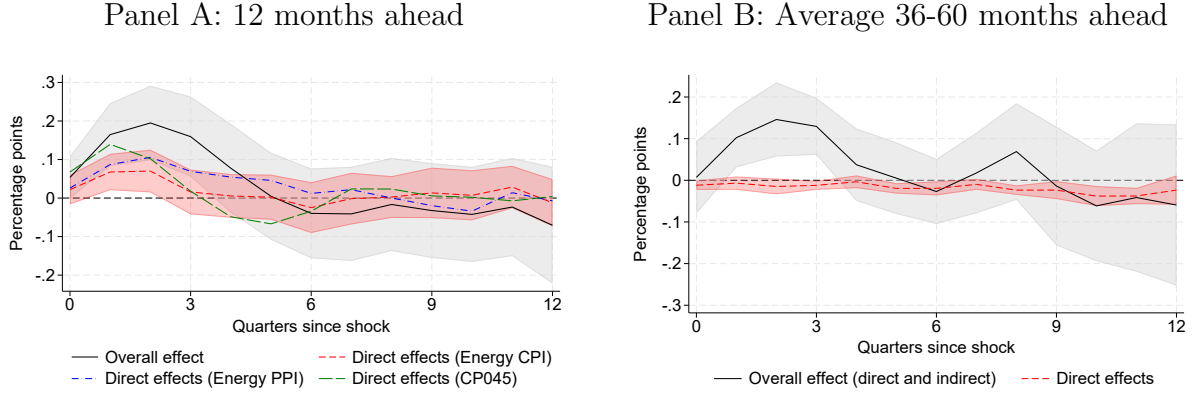 Panel A: 12 months ahead
Percentage points
.3
.2
.1
0
-.1
-.2
0 3 6 9 12
Quarters since shock
Overall effect
Direct effects (Energy CPI)
Direct effects (Energy PPI)
Direct effects (CP045)
Panel B: Average 36-60 months ahead
Percentage points
.2
.1
0
-.1
-.2
-.3
0 3 6 9 12
Quarters since shock
Overall effect (direct and indirect)
Direct effects